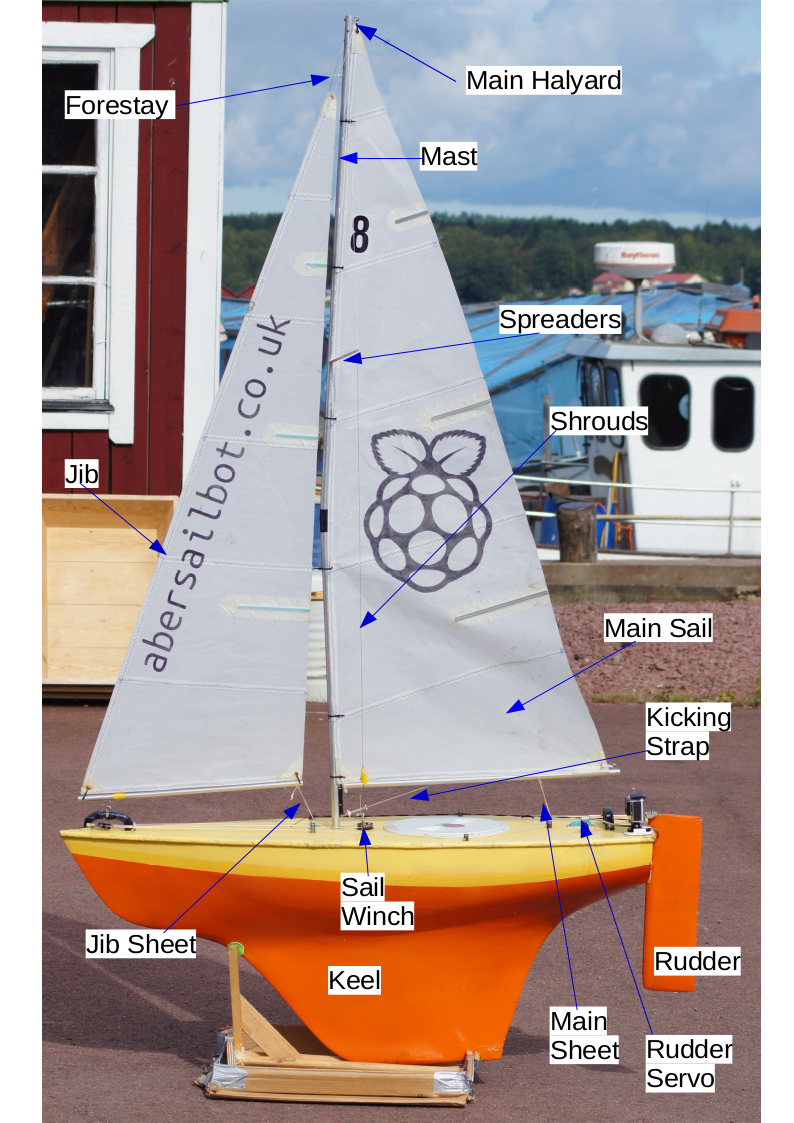 Main Halyard
Forestay
Mast
8
Raytheon
Spreaders
Shrouds
abersailbot.co.uk
Jib
Main Sail
Kicking
Strap
Sail
Winch
Jib Sheet
Keel
Rudder
Main
Sheet
Rudder
Servo